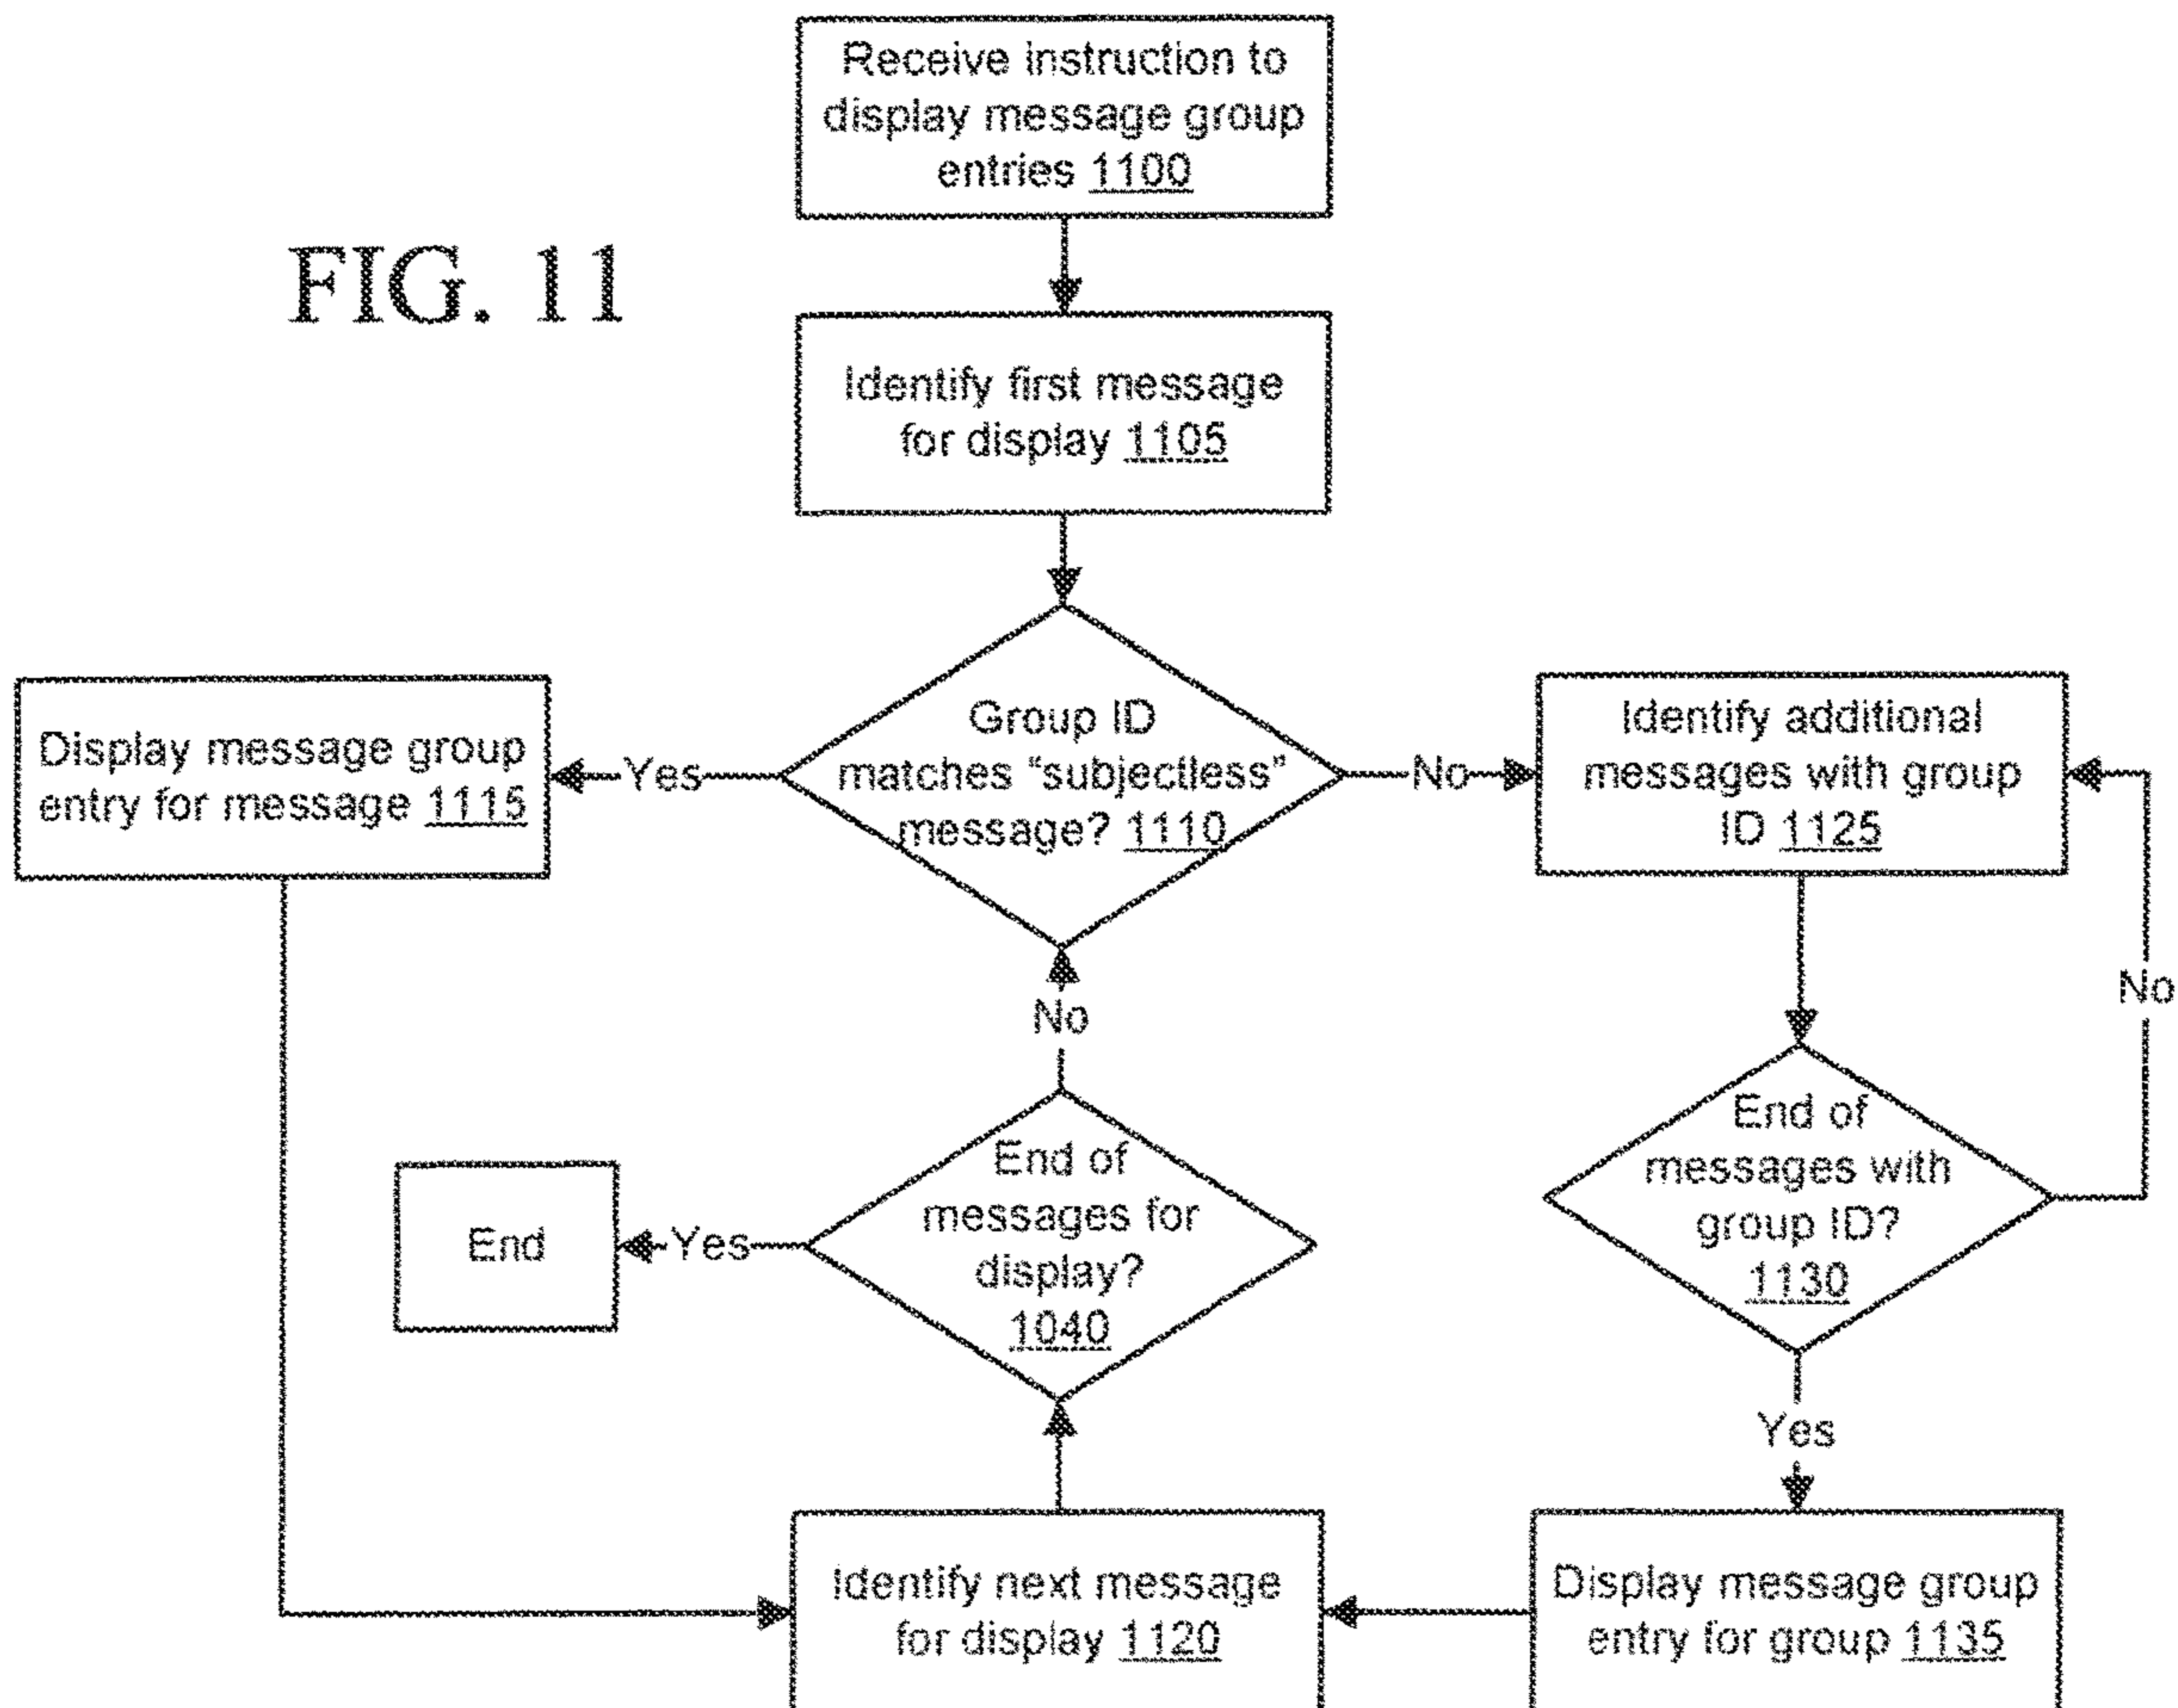 Receive instruction to
display message group
entries 1100
FIG. 11
Identify first message
for display 1105
Group ID
matches “subjectless”
message? 1110
Yes
No
Display message group
entry for message 1115
Identify additional
messages with group
ID 1125
No
No
End of
messages for
display?
1040
Yes
End
End of
messages with
group ID?
1130
Yes
Identify next message
for display 1120
Display message group
entry for group 1135